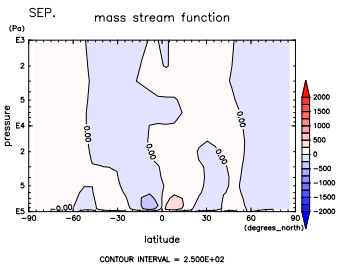 SEP.
mass stream function
(Pa)
E3
2
5
E4
2
5
E5
pressure
0.00
0.00
0.00
0.00
0.00
0.00
-90 -60 -30 0 30 60 90
(degrees_north)
latitude
2000
1500
1000
500
0
-500
-1000
-1500
-2000
CONTOUR INTERVAL = 2.500E+02